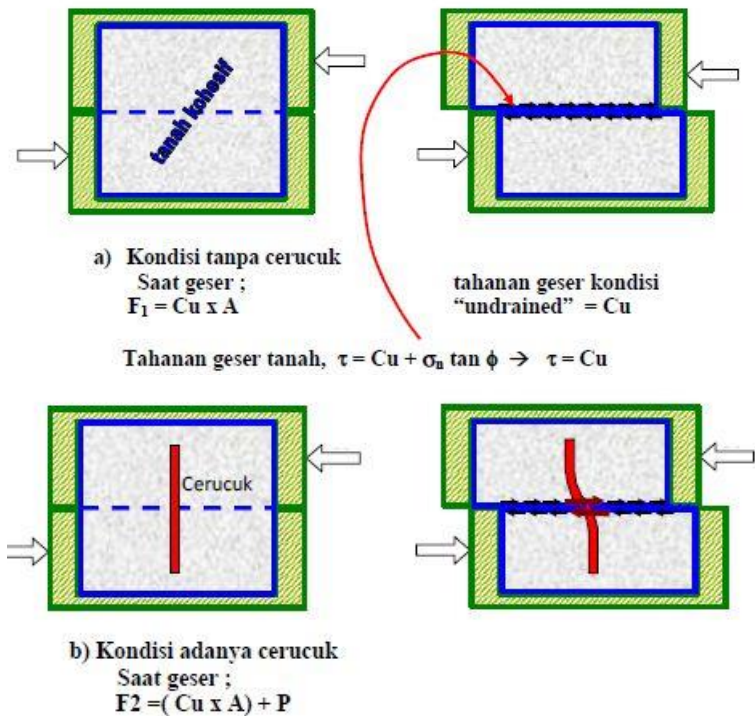 tanah kohesif
a) Kondisi tanpa cerucuk
Saat geser ;
F₁ = Cu x A
tahanan geser kondisi
“undrained” = Cu
Tahanan geser tanah, τ = Cu + σₙ tan ϕ → τ = Cu
Cerucuk
b) Kondisi adanya cerucuk
Saat geser ;
F2 =( Cu x A) + P